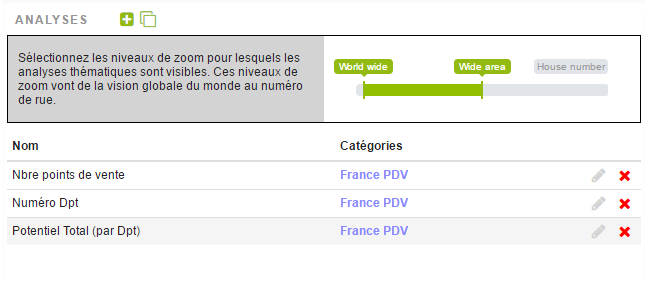 ANALYSES
Sélectionnez les niveaux de zoom pour lesquels les
analyses thématiques sont visibles. Ces niveaux de
zoom vont de la vision globale du monde au numéro
de rue.
World wide Wide area House number
Nom Catégories
Nbre points de vente France PDV
Numéro Dpt France PDV
Potentiel Total (par Dpt) France PDV